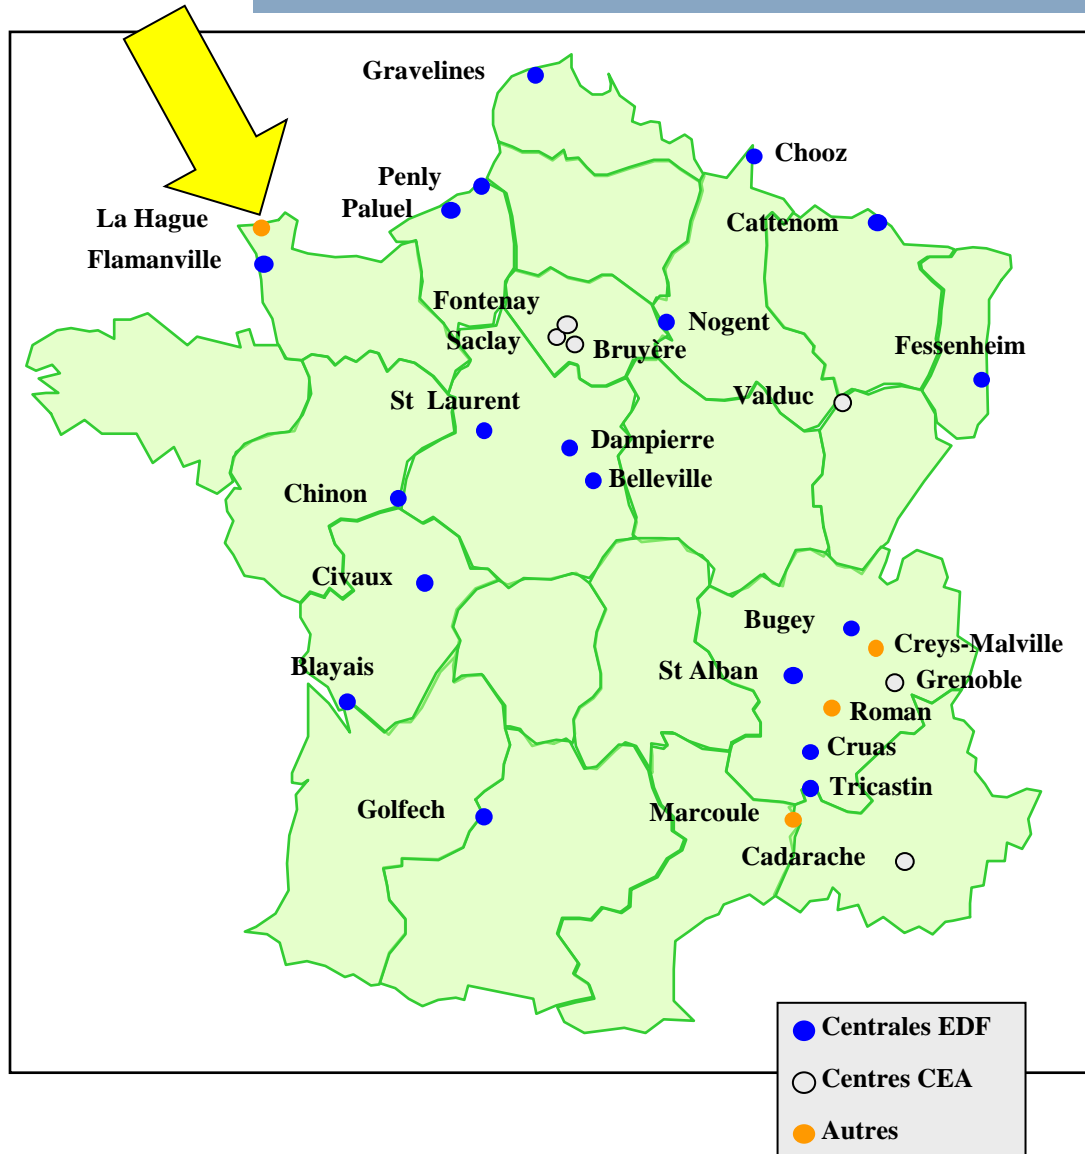 Gravelines
Chooz
Penly
Paluel
La Hague
Cattenom
Flamanville
Fontenay
Nogent
Saclay
Bruyère
Fessenheim
Valduc
St Laurent
Dampierre
Belleville
Chinon
Civaux
Bugey
Creys-Malville
Blayais
St Alban
Grenoble
Roman
Cruas
Tricastin
Golfech
Marcoule
Cadarache
Centrales EDF
Centres CEA
Autres